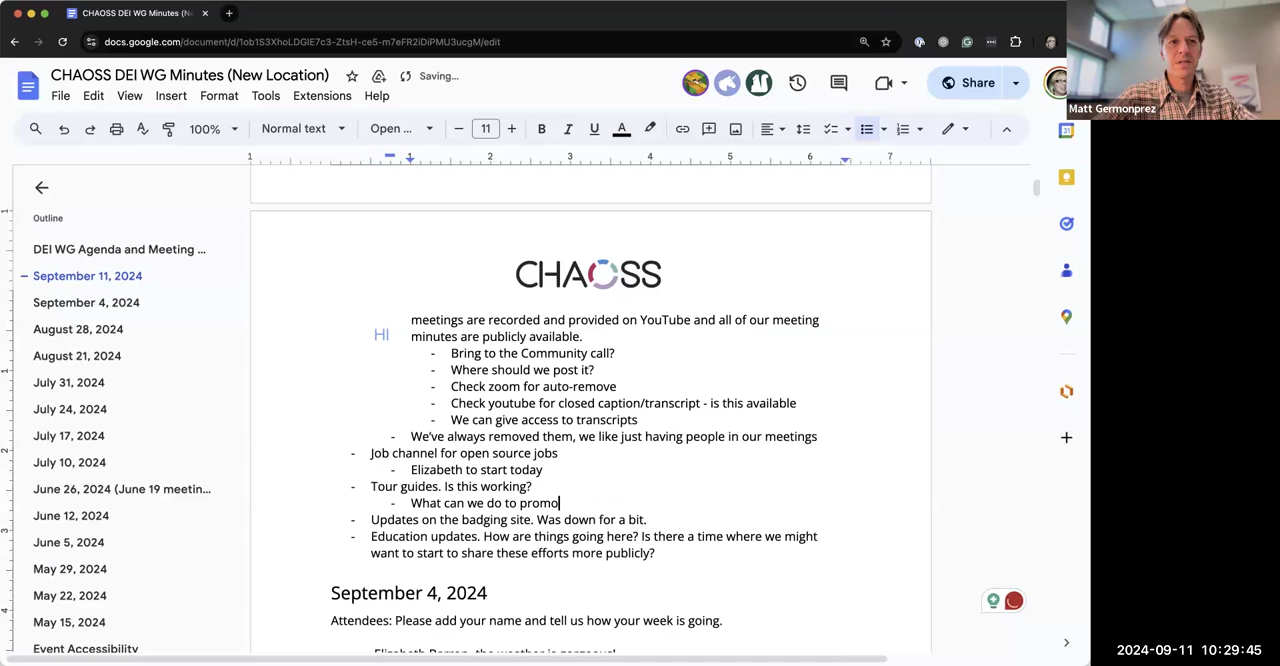 CHAOSS DEI WG Minutes (Ne
docs.google.com/document/d/1ob1S3XhoLDGlE7c3-ZtsH-ce5-m7eFR2iDiPMU3ucgM/edit
Matt Germonprez
CHAOSS DEI WG Minutes (New Location)
Saving...
File Edit View Insert Format Tools Extensions Help
Share
100%
Normal text
Open ...
11
B I U A
1 1 2 3 4 5 6 7
Outline
DEI WG Agenda and Meeting ...
September 11, 2024
September 4, 2024
August 28, 2024
August 21, 2024
July 31, 2024
July 24, 2024
July 17, 2024
July 10, 2024
June 26, 2024 (June 19 meetin...
June 12, 2024
June 5, 2024
May 29, 2024
May 22, 2024
May 15, 2024
Event Accessibility
CHAOSS
HI
meetings are recorded and provided on YouTube and all of our meeting
minutes are publicly available.
- Bring to the Community call?
- Where should we post it?
- Check zoom for auto-remove
- Check youtube for closed caption/transcript - is this available
- We can give access to transcripts
- We've always removed them, we like just having people in our meetings
- Job channel for open source jobs
- Elizabeth to start today
- Tour guides. Is this working?
- What can we do to promo
- Updates on the badging site. Was down for a bit.
- Education updates. How are things going here? Is there a time where we might
want to start to share these efforts more publicly?
September 4, 2024
Attendees: Please add your name and tell us how your week is going.
2024-09-11 10:29:45